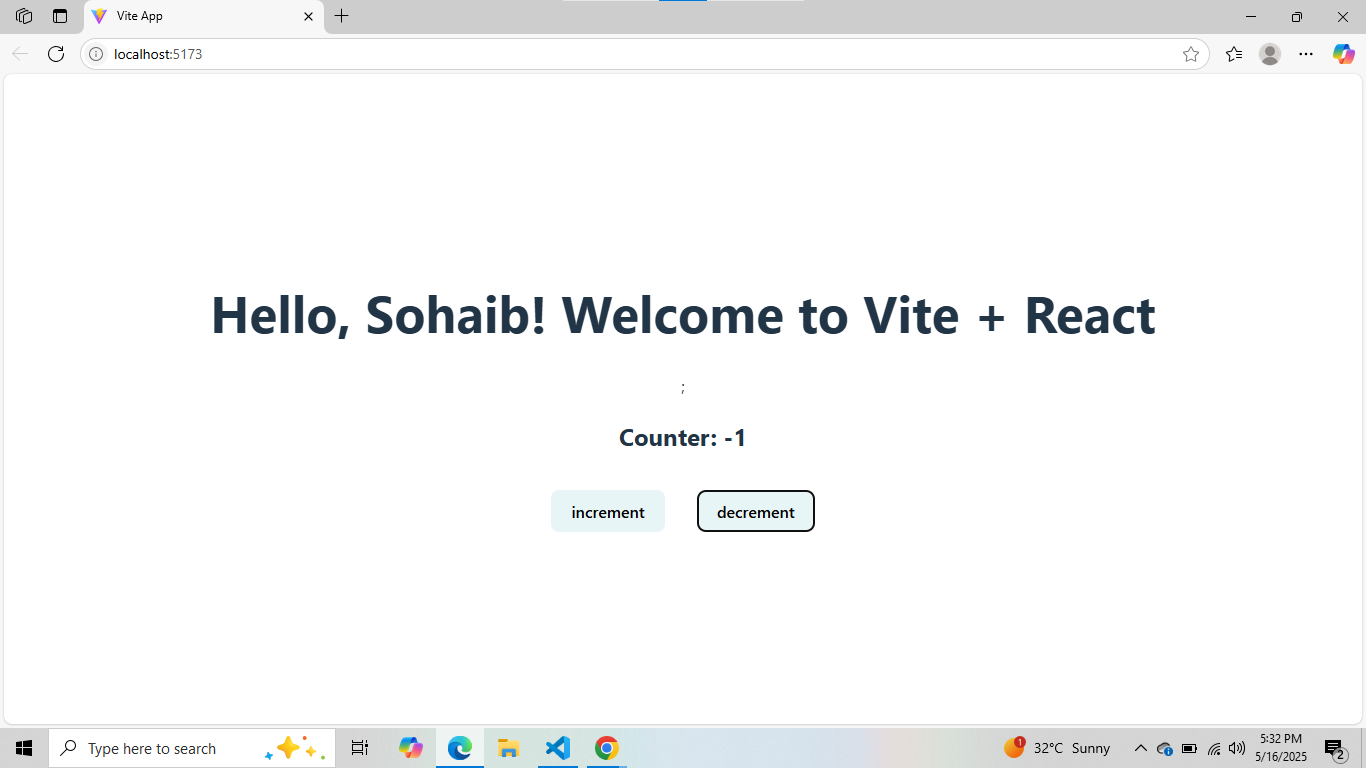 Vite App
localhost:5173
Hello, Sohaib! Welcome to Vite + React
;
Counter: -1
increment decrement
Type here to search
1
32°C Sunny
5:32 PM
5/16/2025
2